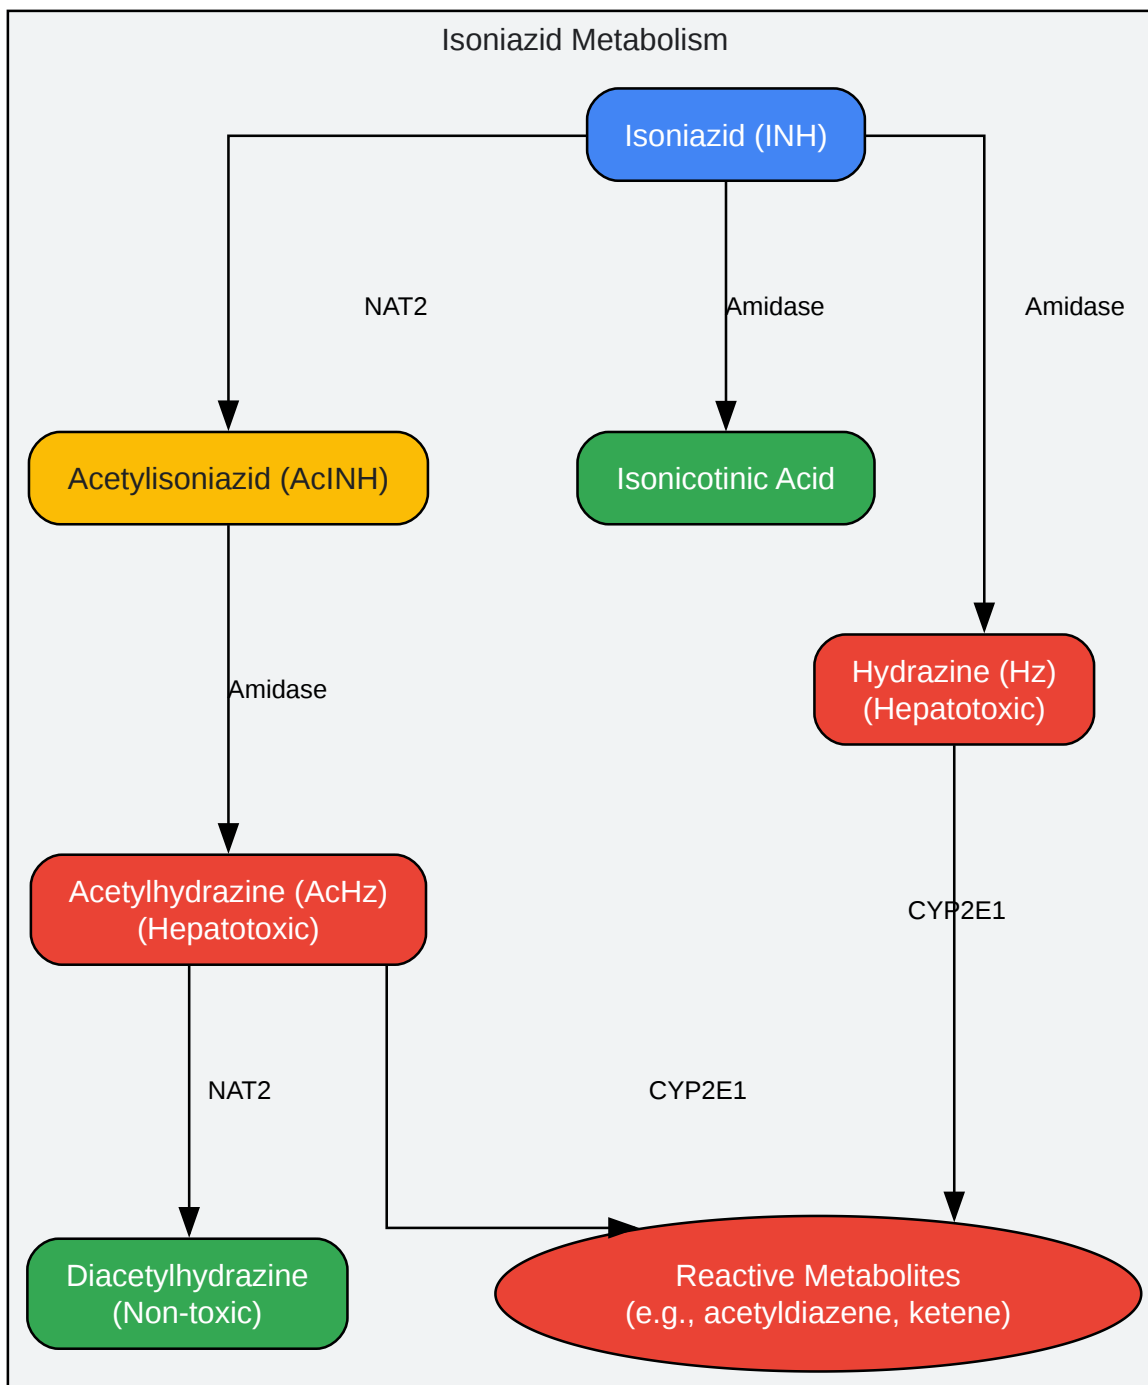 Isoniazid Metabolism
Isoniazid (INH)
NAT2
Amidase
Amidase
Acetylisoniazid (AcINH)
Isonicotinic Acid
Amidase
Hydrazine (Hz)
(Hepatotoxic)
Acetylhydrazine (AcHz)
(Hepatotoxic)
CYP2E1
NAT2
CYP2E1
Diacetylhydrazine
(Non-toxic)
Reactive Metabolites
(e.g., acetyldiazene, ketene)